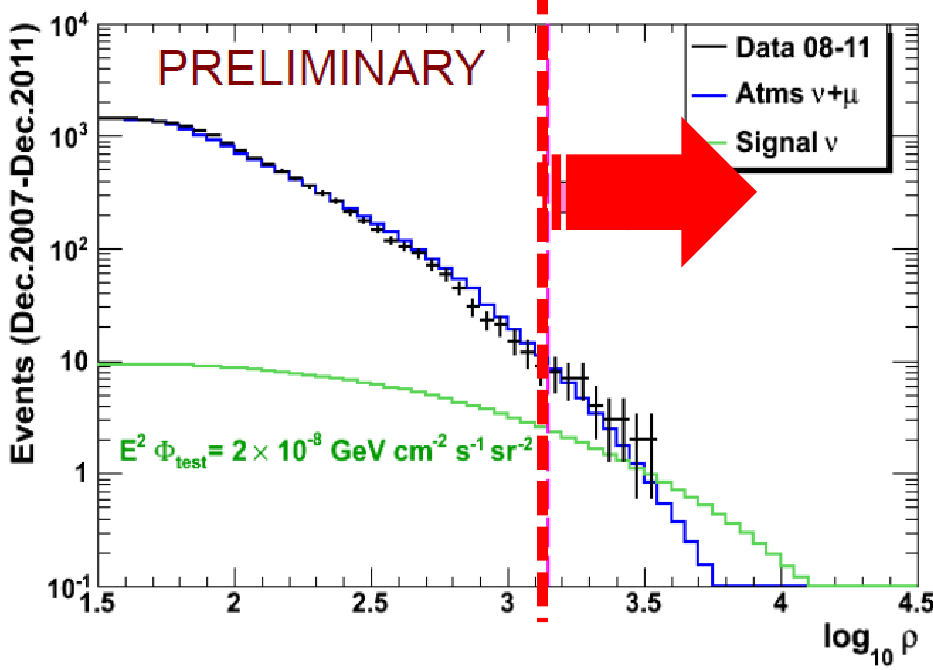 PRELIMINARY
Data 08-11
Atms ν+μ
Signal ν
Events (Dec.2007-Dec.2011)
10⁴
10³
10²
10
1
10⁻¹
E² Φ_test = 2 × 10⁻⁸ GeV cm⁻² s⁻¹ sr⁻²
1.5 2 2.5 3 3.5 4 4.5
log₁₀ ρ